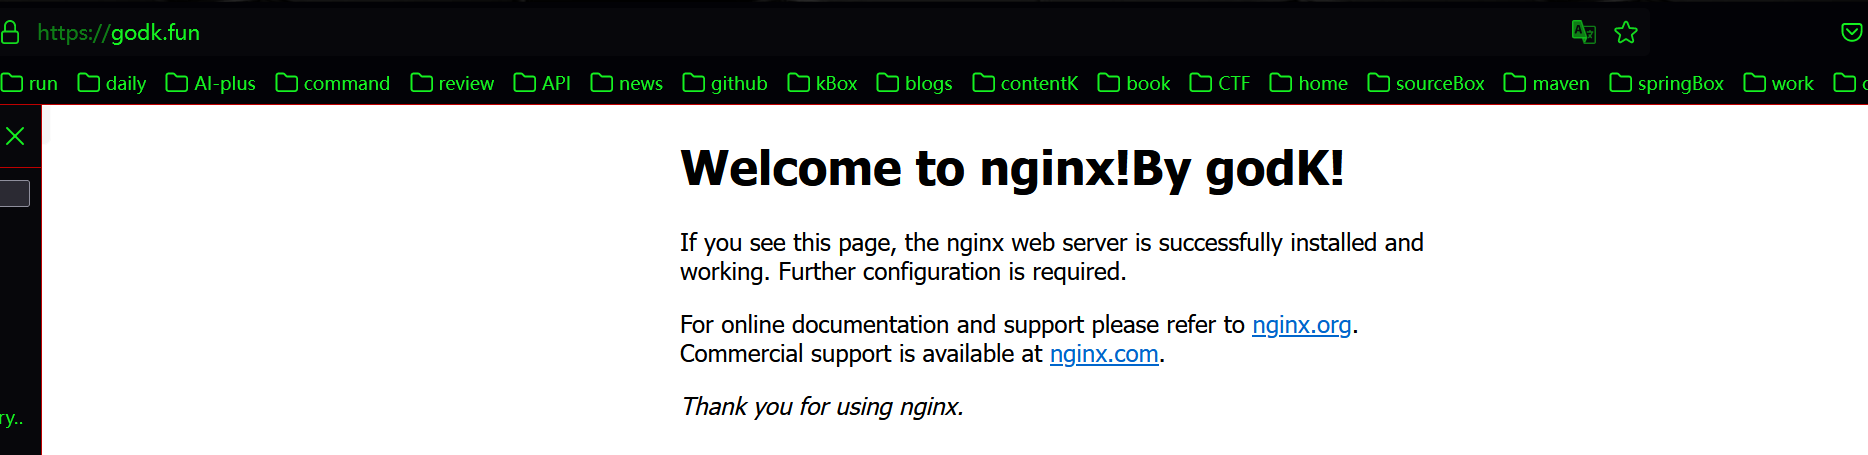 https://godk.fun
run daily AI-plus command review API news github kBox blogs contentK book CTF home sourceBox maven springBox work
Welcome to nginx!By godK!
If you see this page, the nginx web server is successfully installed and
working. Further configuration is required.
For online documentation and support please refer to nginx.org.
Commercial support is available at nginx.com.
Thank you for using nginx.
ry..